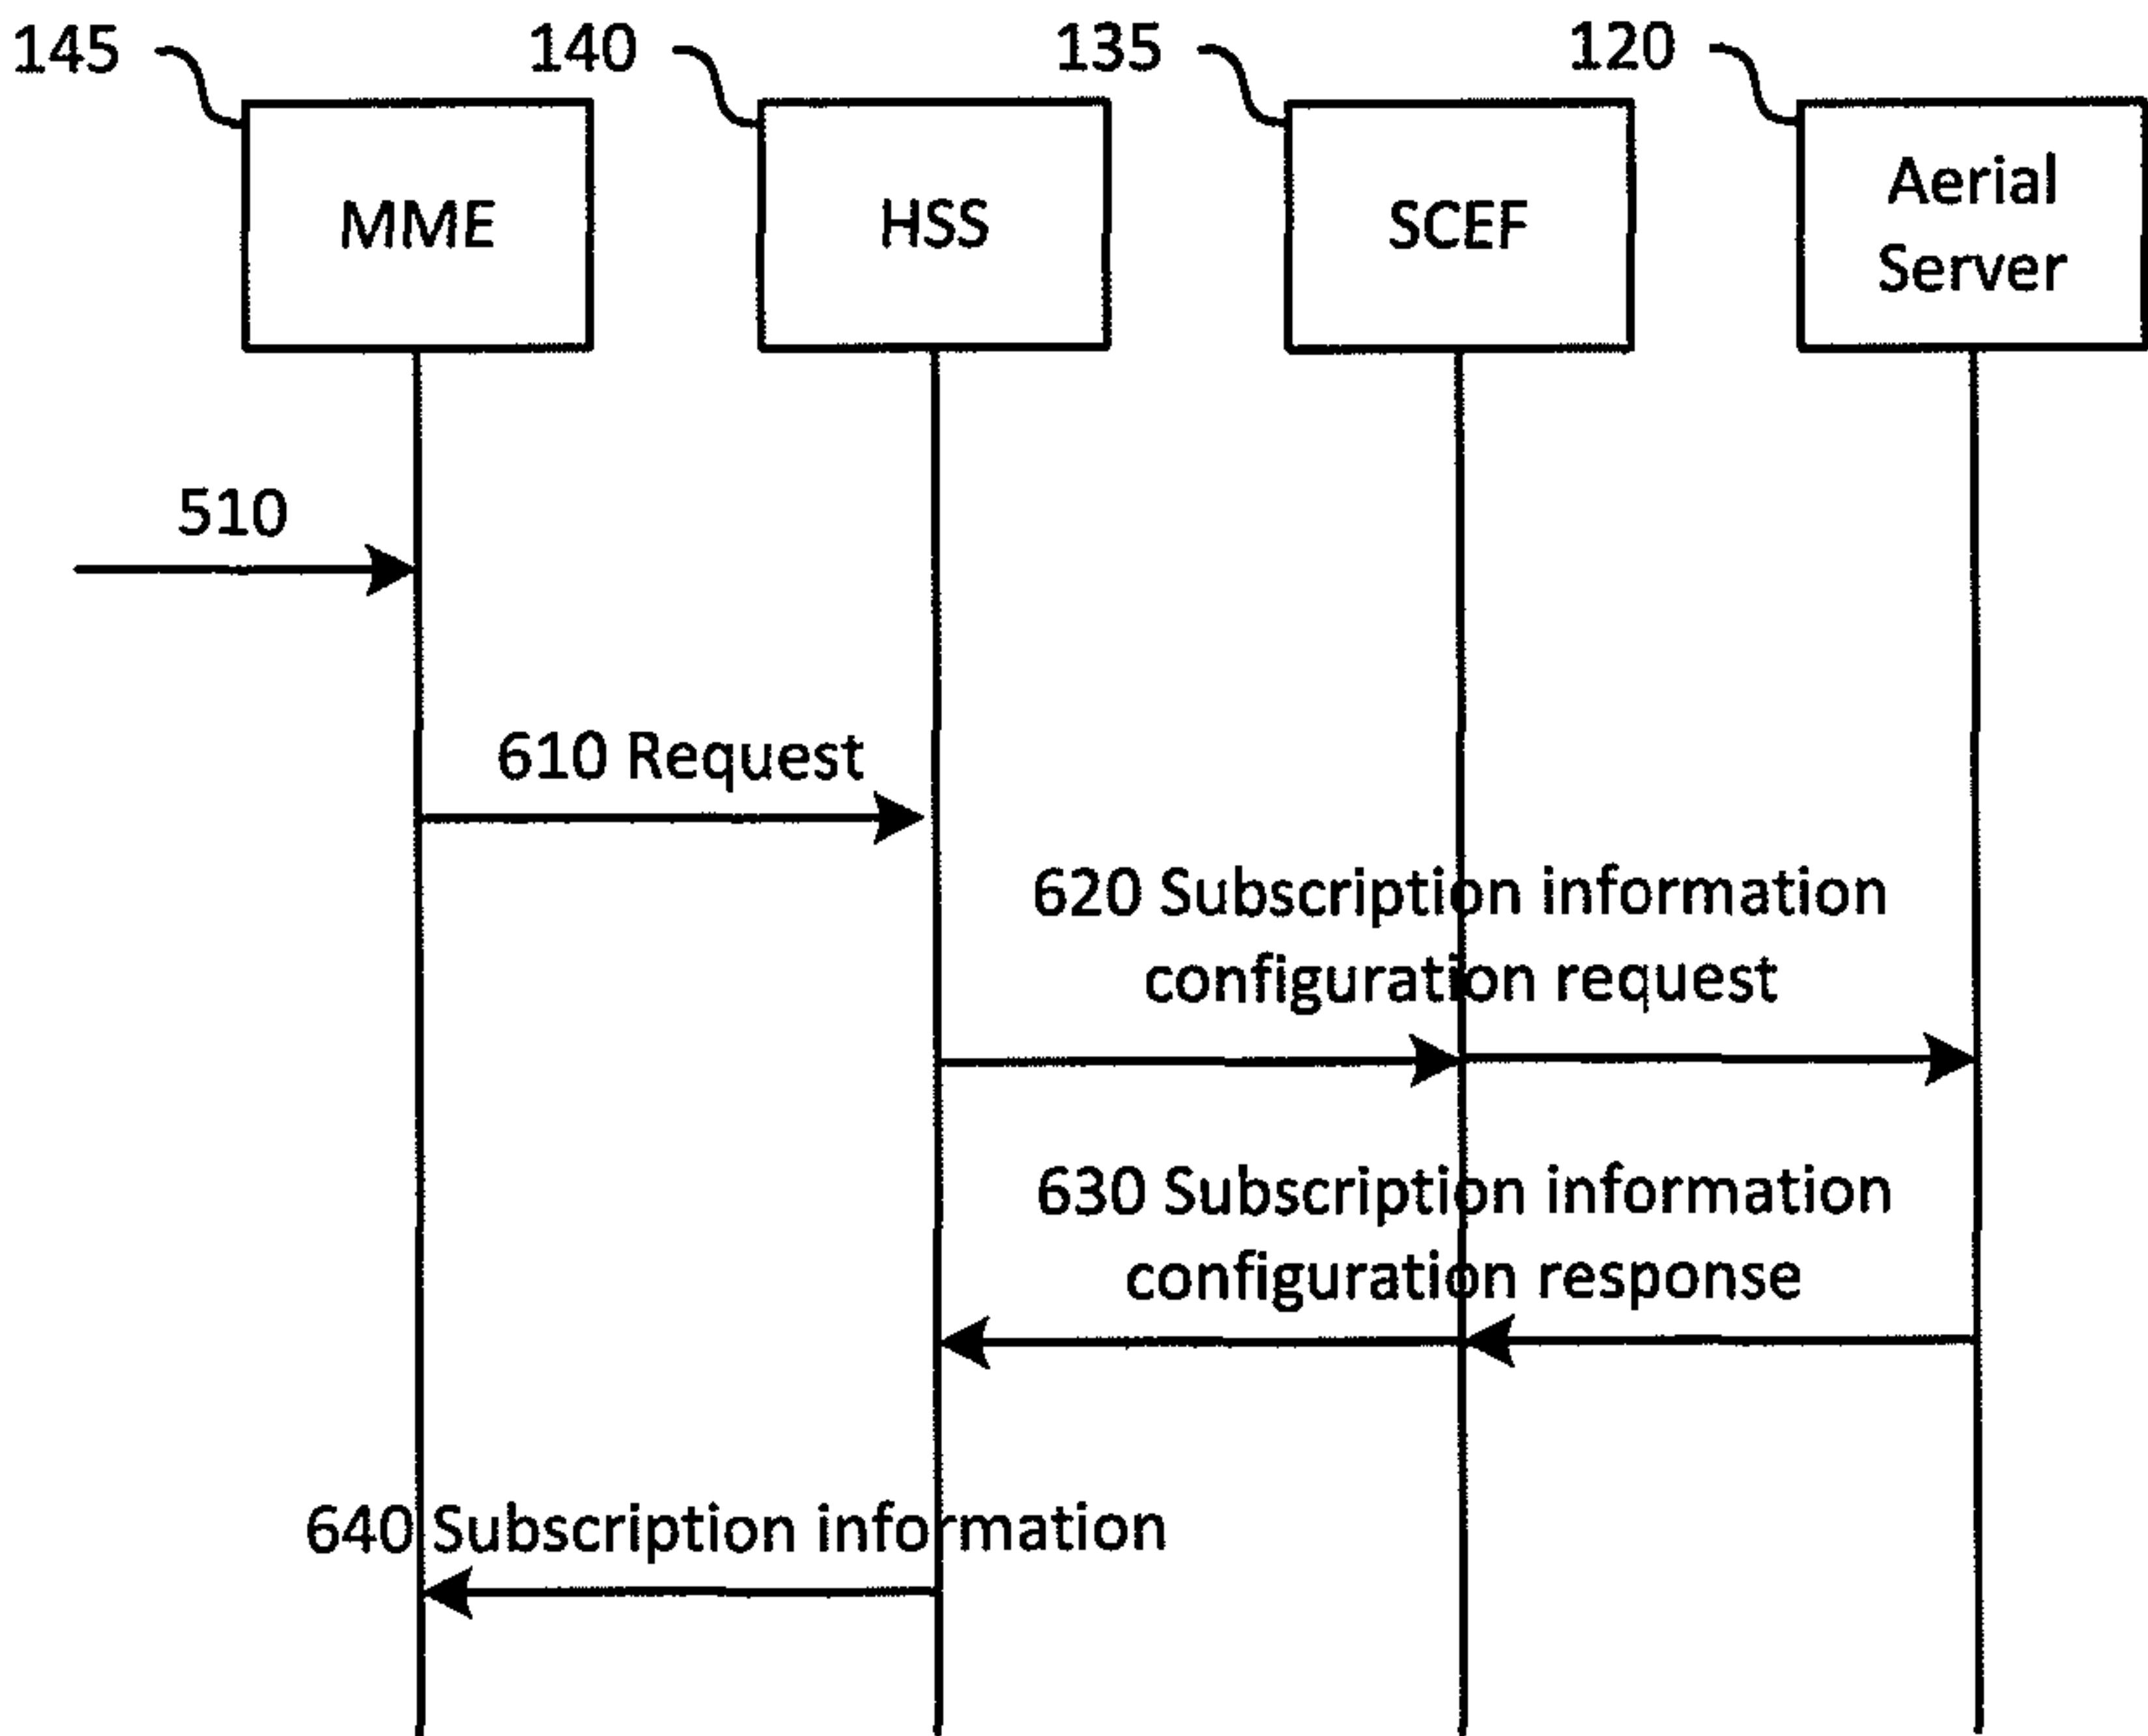 145
140
135
120
MME
HSS
SCEF
Aerial
Server
510
610 Request
620 Subscription information
configuration request
630 Subscription information
configuration response
640 Subscription information